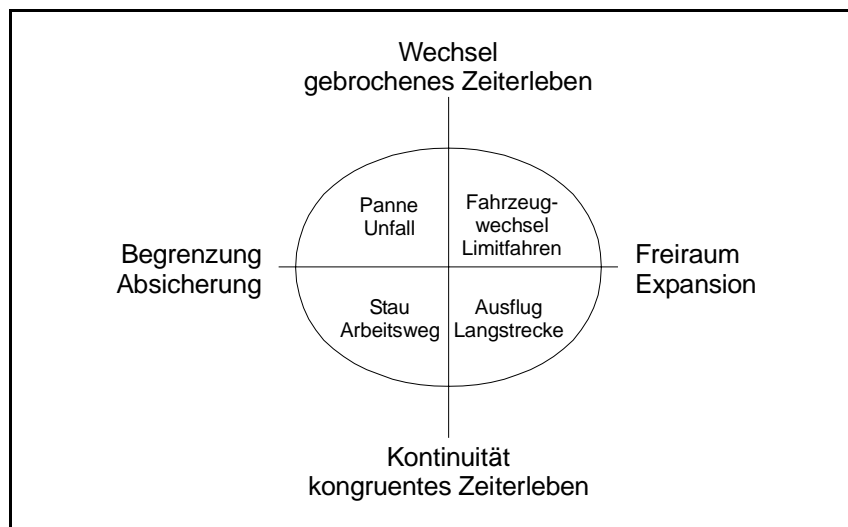 Wechsel
gebrochenes Zeiterleben
Panne
Unfall
Fahrzeug-
wechsel
Limitfahren
Begrenzung
Absicherung
Freiraum
Expansion
Stau
Arbeitsweg
Ausflug
Langstrecke
Kontinuität
kongruentes Zeiterleben